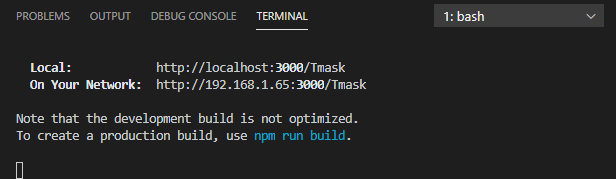 PROBLEMS OUTPUT DEBUG CONSOLE TERMINAL 1: bash
Local: http://localhost:3000/Tmask
On Your Network: http://192.168.1.65:3000/Tmask
Note that the development build is not optimized.
To create a production build, use npm run build.